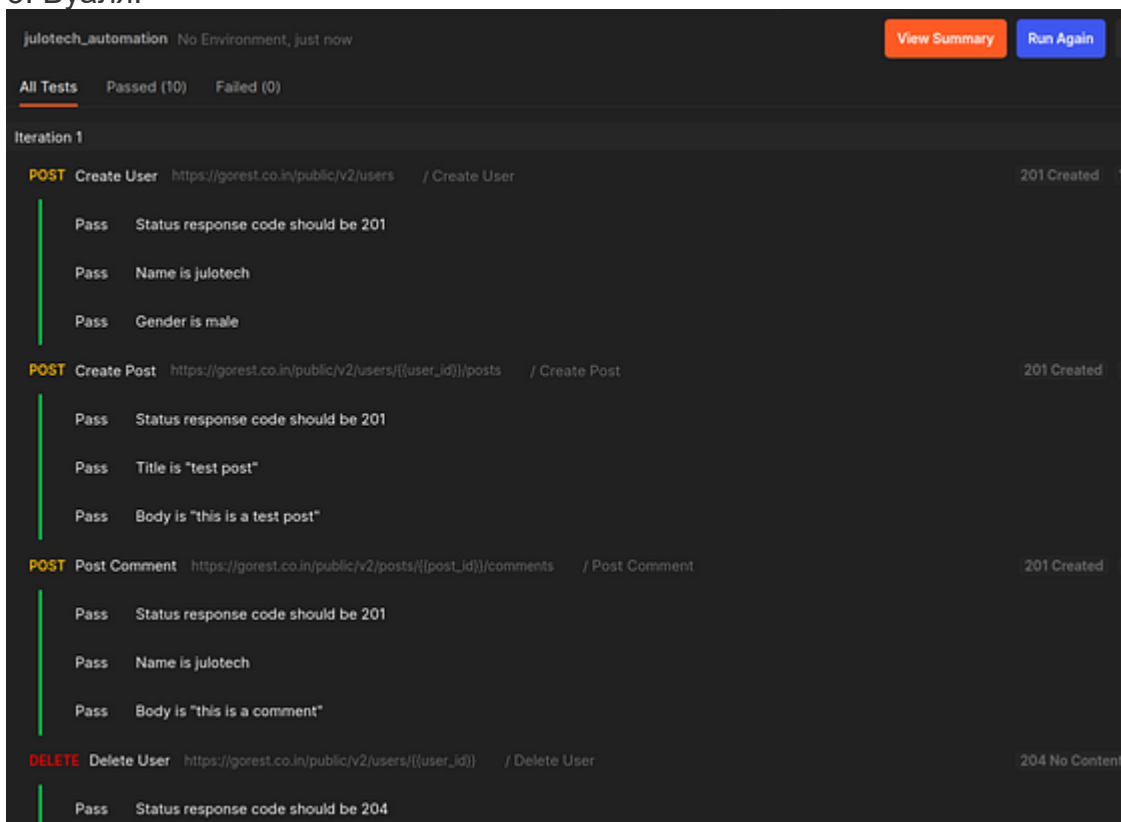 julotech_automation No Environment, just now View Summary Run Again
All Tests Passed (10) Failed (0)
Iteration 1
POST Create User https://gorest.co.in/public/v2/users / Create User 201 Created
Pass Status response code should be 201
Pass Name is julotech
Pass Gender is male
POST Create Post https://gorest.co.in/public/v2/users/{{user_id}}/posts / Create Post 201 Created
Pass Status response code should be 201
Pass Title is "test post"
Pass Body is "this is a test post"
POST Post Comment https://gorest.co.in/public/v2/posts/{{post_id}}/comments / Post Comment 201 Created
Pass Status response code should be 201
Pass Name is julotech
Pass Body is "this is a comment"
DELETE Delete User https://gorest.co.in/public/v2/users/{{user_id}} / Delete User 204 No Content
Pass Status response code should be 204